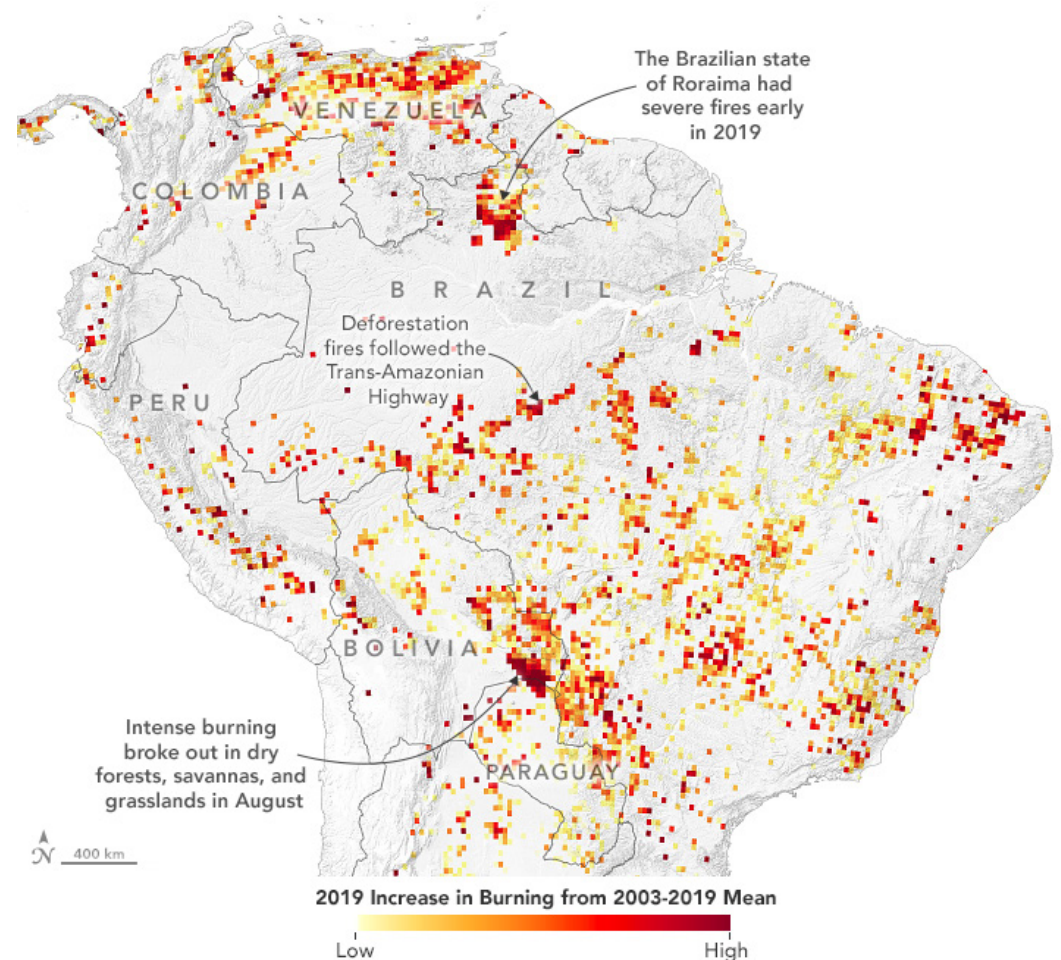 The Brazilian state
of Roraima had
severe fires early
in 2019
VENEZUELA
COLOMBIA
BRAZIL
Deforestation
fires followed the
Trans-Amazonian
Highway
PERU
BOLIVIA
Intense burning
broke out in dry
forests, savannas, and
grasslands in August
PARAGUAY
N
400 km
2019 Increase in Burning from 2003-2019 Mean
Low
High